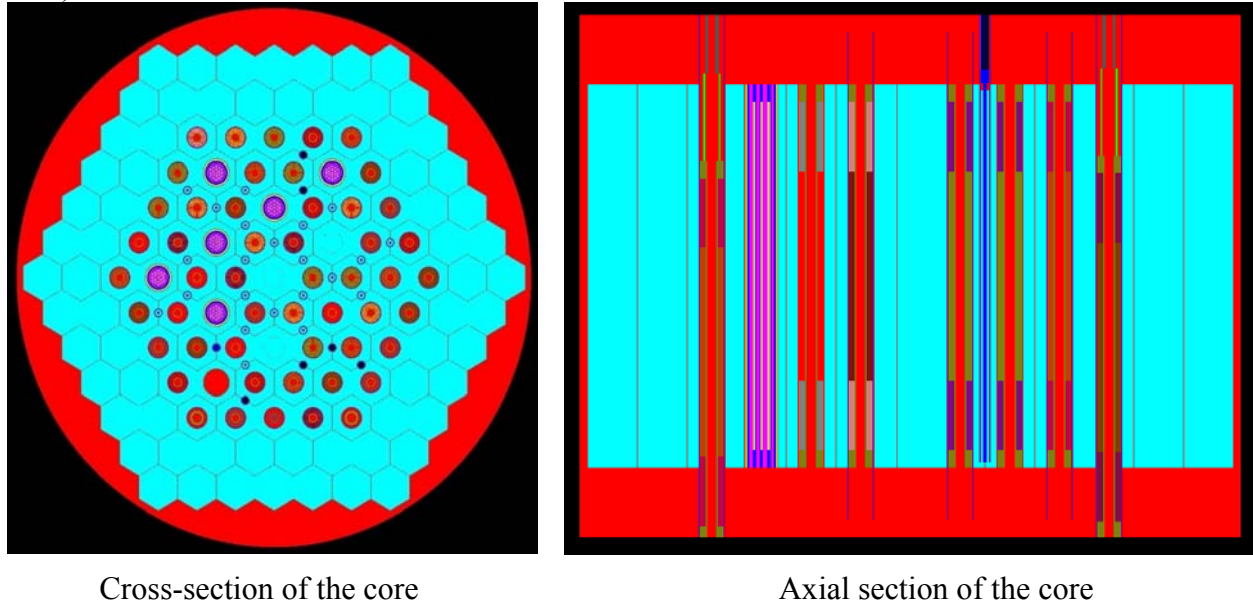 Cross-section of the core
Axial section of the core